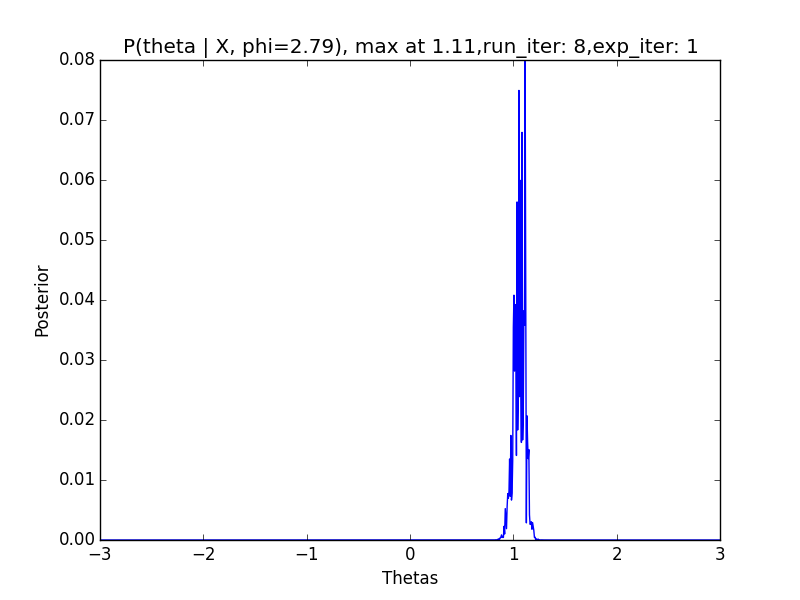 P(theta | X, phi=2.79), max at 1.11,run_iter: 8,exp_iter: 1
0.08
0.07
0.06
0.05
0.04
0.03
0.02
0.01
0.00
Posterior
−3 −2 −1 0 1 2 3
Thetas